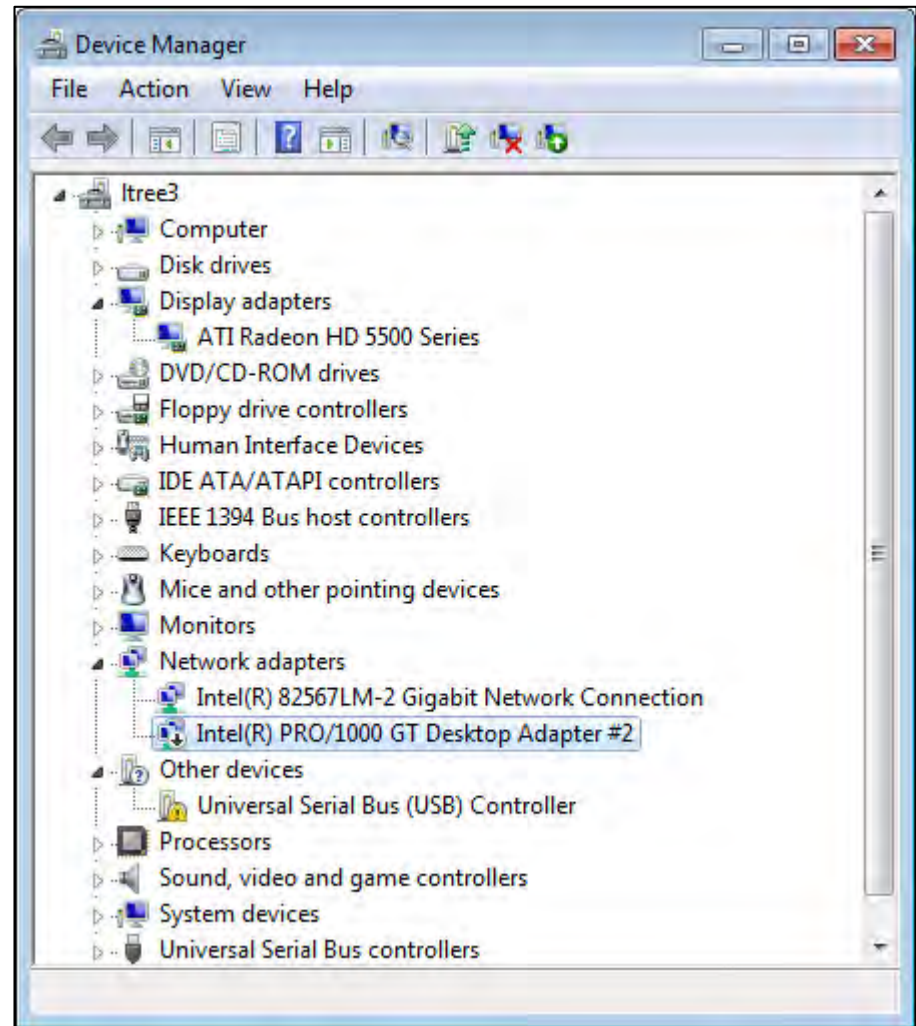 Device Manager
File Action View Help
ltree3
Computer
Disk drives
Display adapters
ATI Radeon HD 5500 Series
DVD/CD-ROM drives
Floppy drive controllers
Human Interface Devices
IDE ATA/ATAPI controllers
IEEE 1394 Bus host controllers
Keyboards
Mice and other pointing devices
Monitors
Network adapters
Intel(R) 82567LM-2 Gigabit Network Connection
Intel(R) PRO/1000 GT Desktop Adapter #2
Other devices
Universal Serial Bus (USB) Controller
Processors
Sound, video and game controllers
System devices
Universal Serial Bus controllers